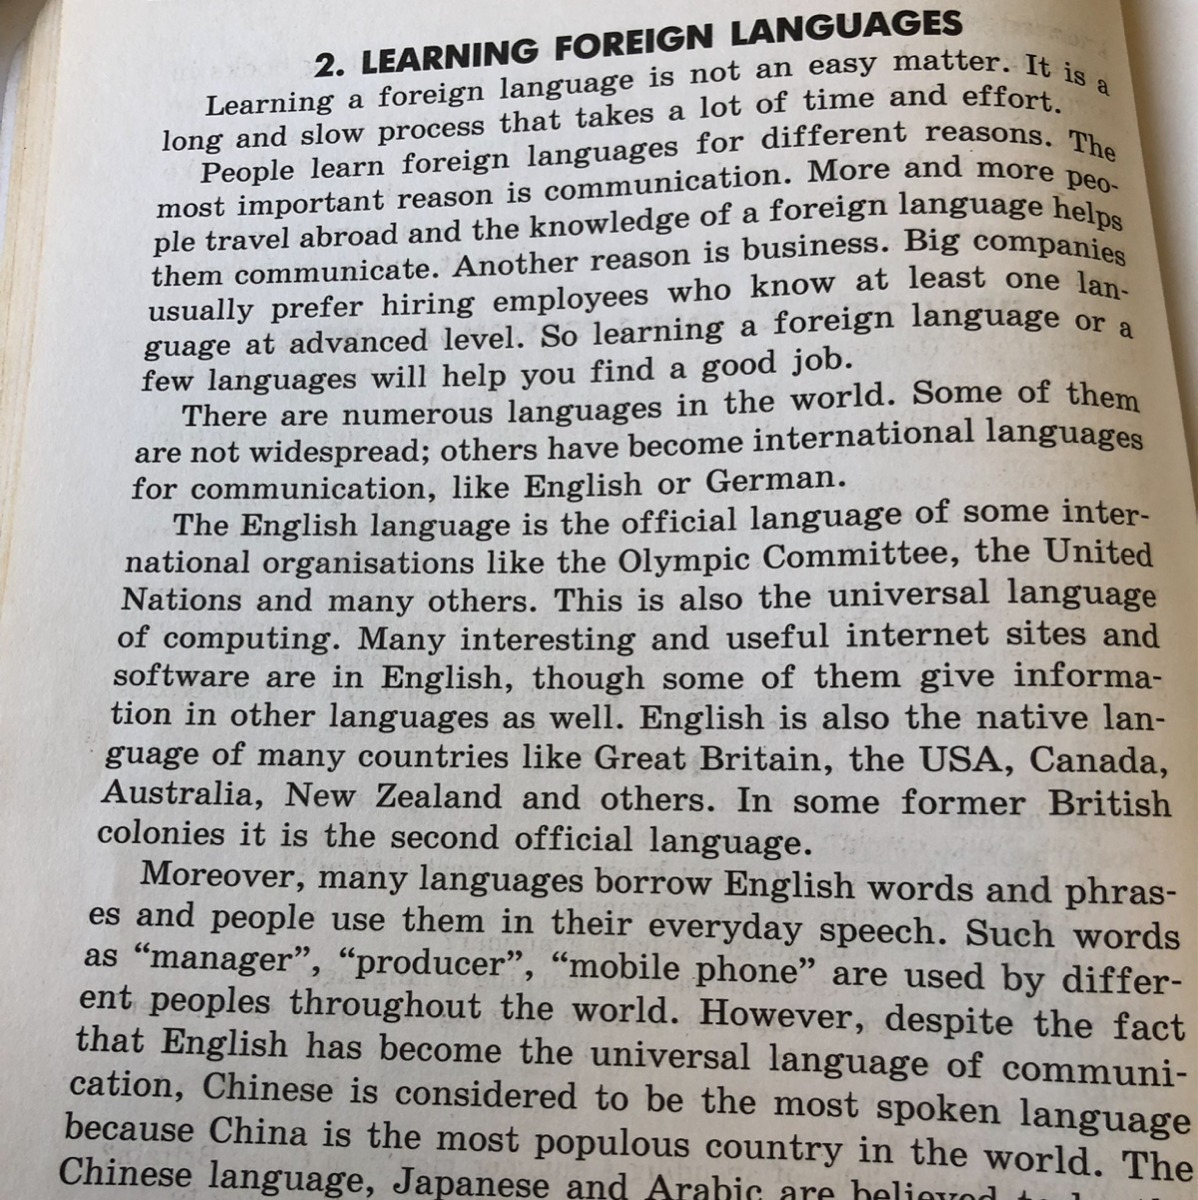 2. LEARNING FOREIGN LANGUAGES
Learning a foreign language is not an easy matter. It is a
long and slow process that takes a lot of time and effort.
People learn foreign languages for different reasons. The
most important reason is communication. More and more peo-
ple travel abroad and the knowledge of a foreign language helps
them communicate. Another reason is business. Big companies
usually prefer hiring employees who know at least one lan-
guage at advanced level. So learning a foreign language or a
few languages will help you find a good job.
There are numerous languages in the world. Some of them
are not widespread; others have become international languages
for communication, like English or German.
The English language is the official language of some inter-
national organisations like the Olympic Committee, the United
Nations and many others. This is also the universal language
of computing. Many interesting and useful internet sites and
software are in English, though some of them give informa-
tion in other languages as well. English is also the native lan-
guage of many countries like Great Britain, the USA, Canada,
Australia, New Zealand and others. In some former British
colonies it is the second official language.
Moreover, many languages borrow English words and phras-
es and people use them in their everyday speech. Such words
as “manager”, “producer”, “mobile phone” are used by differ-
ent peoples throughout the world. However, despite the fact
that English has become the universal language of communi-
cation, Chinese is considered to be the most spoken language
because China is the most populous country in the world. The
Chinese language, Japanese and Arabic are believed to